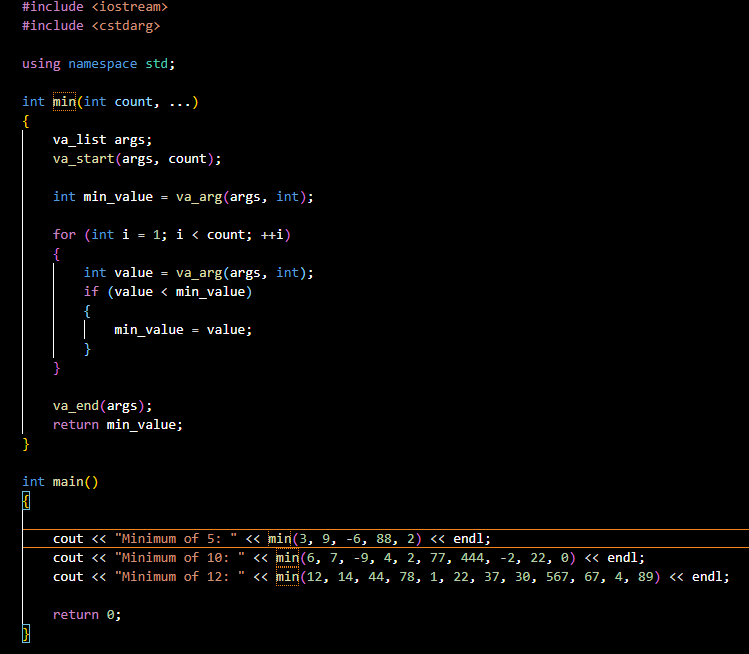 #include <iostream>
#include <cstdarg>
using namespace std;
int min(int count, ...)
{
va_list args;
va_start(args, count);
int min_value = va_arg(args, int);
for (int i = 1; i < count; ++i)
{
int value = va_arg(args, int);
if (value < min_value)
{
min_value = value;
}
}
va_end(args);
return min_value;
}
int main()
{
cout << "Minimum of 5: " << min(3, 9, -6, 88, 2) << endl;
cout << "Minimum of 10: " << min(6, 7, -9, 4, 2, 77, 444, -2, 22, 0) << endl;
cout << "Minimum of 12: " << min(12, 14, 44, 78, 1, 22, 37, 30, 567, 67, 4, 89) << endl;
return 0;
}